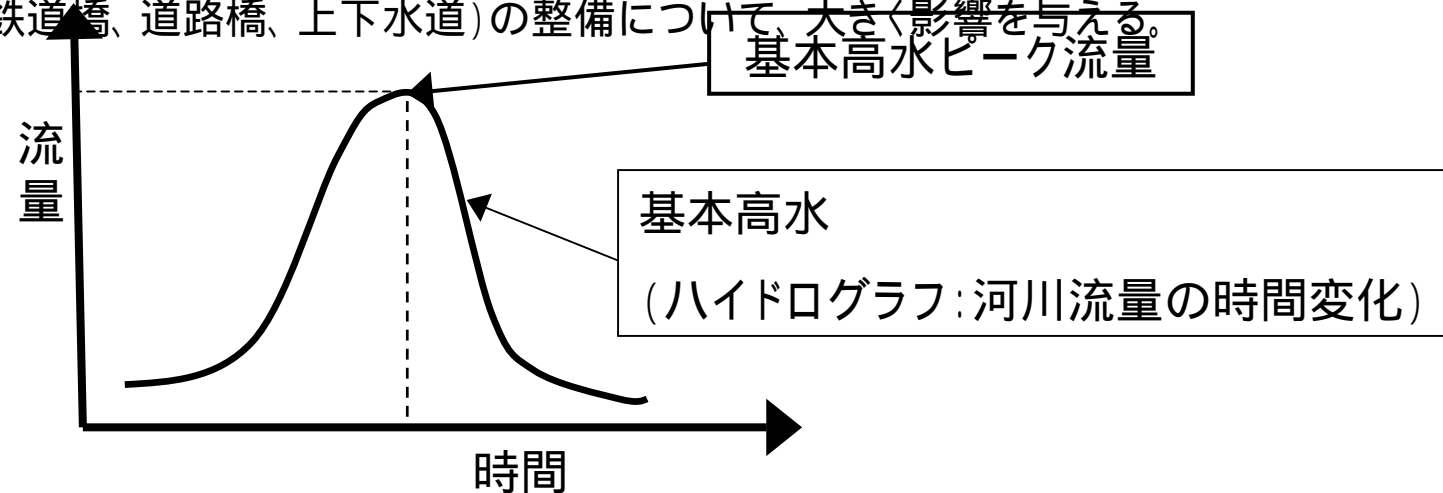 鉄道橋、道路橋、上下水道)の整備について、大きく影響を与える。
基本高水ピーク流量
流量
基本高水
(ハイドログラフ:河川流量の時間変化)
時間